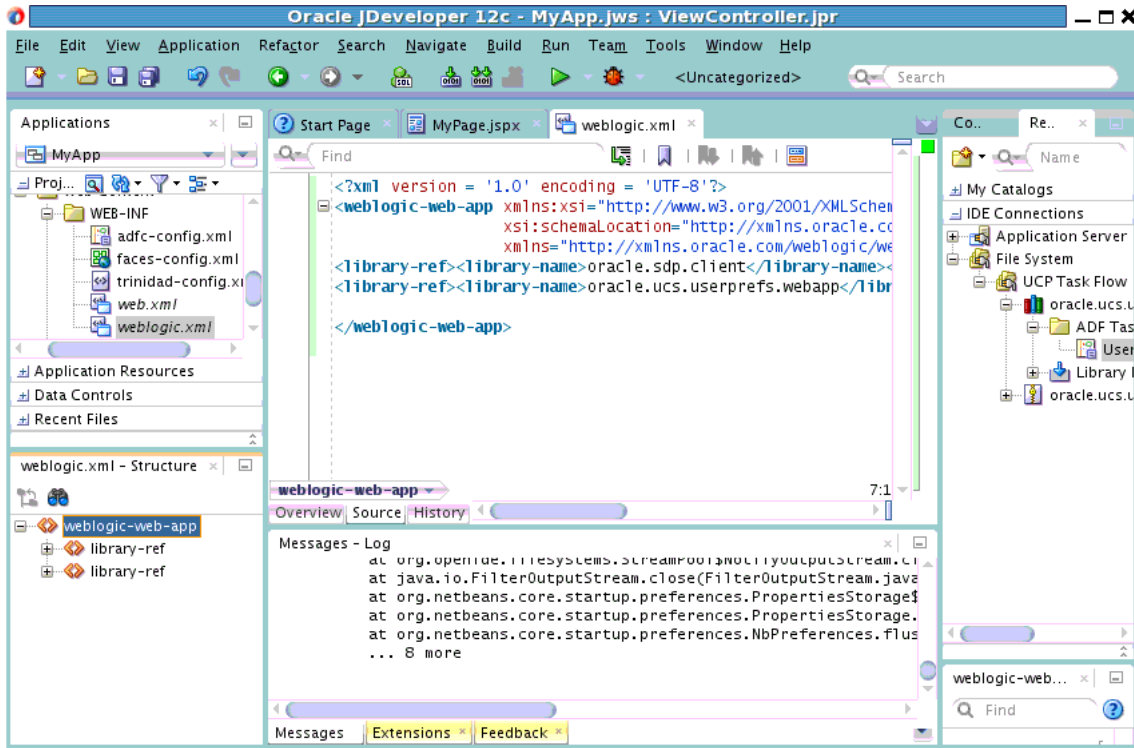 Oracle JDeveloper 12c - MyApp.jws : ViewController.jpr
File Edit View Application Refactor Search Navigate Build Run Team Tools Window Help
<Uncategorized>
Search
Applications
MyApp
Proj...
WEB-INF
adfc-config.xml
faces-config.xml
trinidad-config.x
web.xml
weblogic.xml
Application Resources
Data Controls
Recent Files
weblogic.xml - Structure
weblogic-web-app
library-ref
library-ref
Start Page
MyPage.jspx
weblogic.xml
Find
<?xml version = '1.0' encoding = 'UTF-8'?>
<weblogic-web-app xmlns:xsi="http://www.w3.org/2001/XMLSchem
xsi:schemaLocation="http://xmlns.oracle.co
xmlns="http://xmlns.oracle.com/weblogic/we
<library-ref><library-name>oracle.sdp.client</library-name><
<library-ref><library-name>oracle.ucs.userprefs.webapp</libr
</weblogic-web-app>
weblogic-web-app
7:1
Overview Source History
Messages - Log
at java.io.FilterOutputStream.close(FilterOutputStream.java
at org.netbeans.core.startup.preferences.PropertiesStorage$
at org.netbeans.core.startup.preferences.PropertiesStorage.
at org.netbeans.core.startup.preferences.NbPreferences.flus
... 8 more
Messages Extensions Feedback
Co..
Re..
Name
My Catalogs
IDE Connections
Application Server
File System
UCP Task Flow
oracle.ucs.u
ADF Tas
User
Library
oracle.ucs.u
weblogic-web...
Find